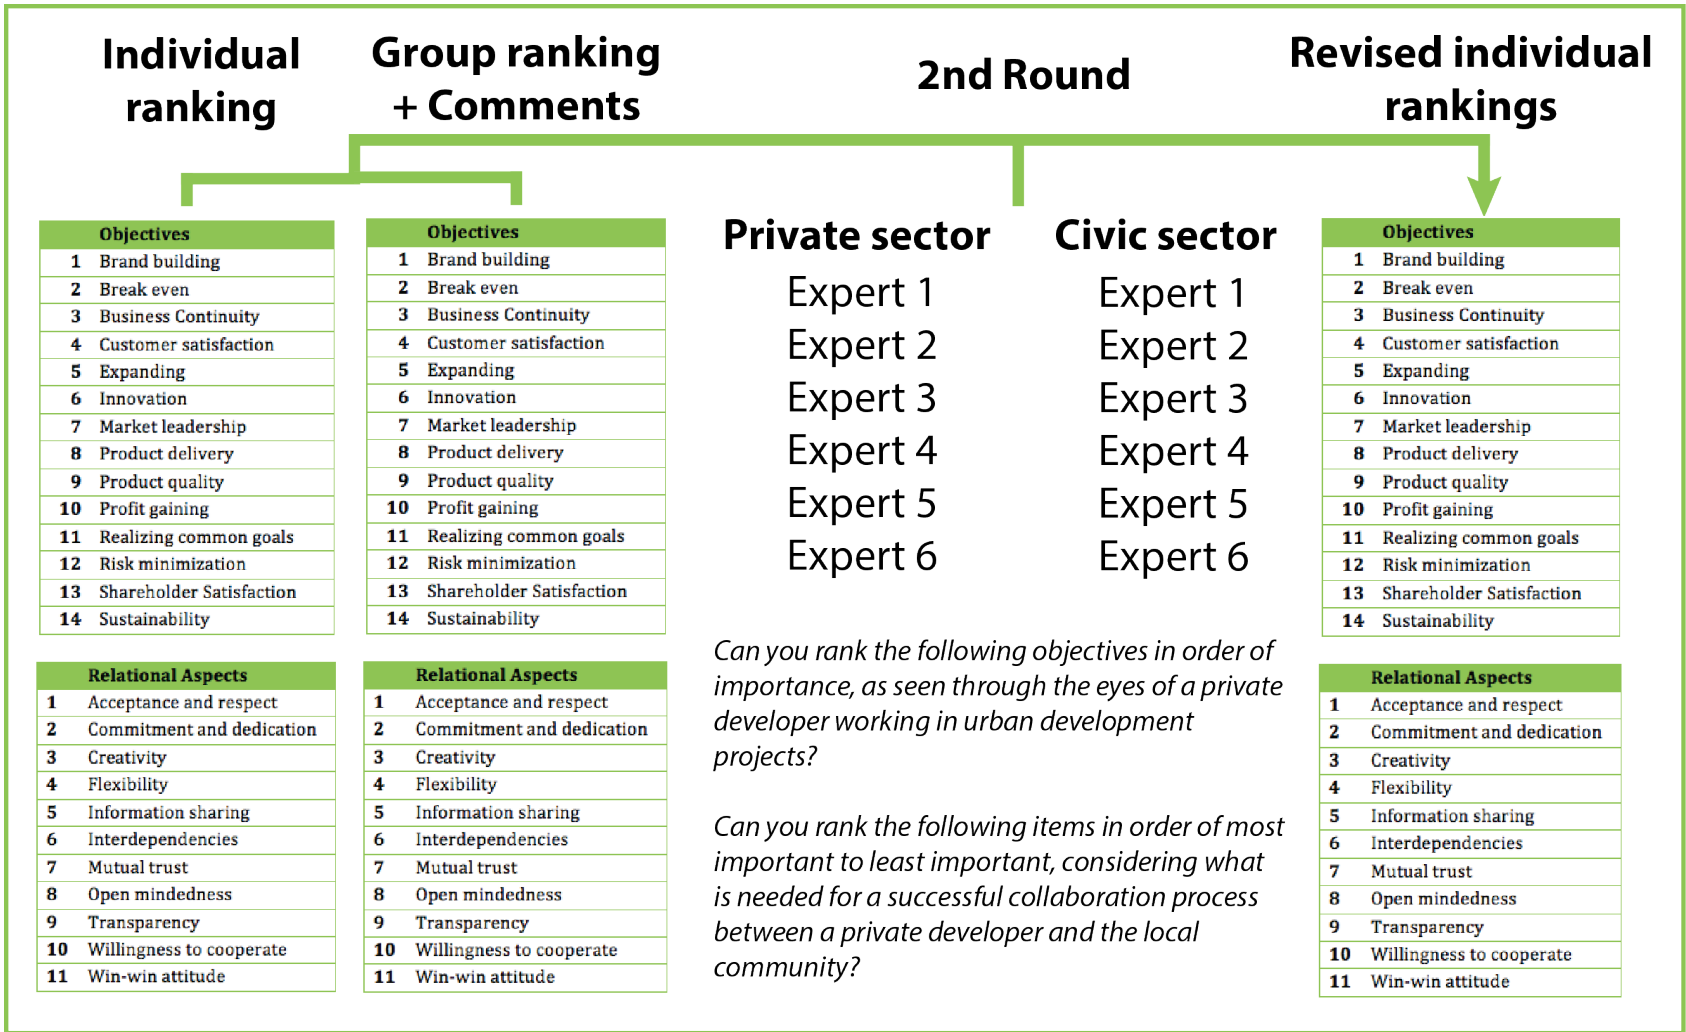 Individual
ranking
Group ranking
+ Comments
2nd Round
Revised individual
rankings
Objectives
1 Brand building
2 Break even
3 Business Continuity
4 Customer satisfaction
5 Expanding
6 Innovation
7 Market leadership
8 Product delivery
9 Product quality
10 Profit gaining
11 Realizing common goals
12 Risk minimization
13 Shareholder Satisfaction
14 Sustainability
Relational Aspects
1 Acceptance and respect
2 Commitment and dedication
3 Creativity
4 Flexibility
5 Information sharing
6 Interdependencies
7 Mutual trust
8 Open mindedness
9 Transparency
10 Willingness to cooperate
11 Win-win attitude
Objectives
1 Brand building
2 Break even
3 Business Continuity
4 Customer satisfaction
5 Expanding
6 Innovation
7 Market leadership
8 Product delivery
9 Product quality
10 Profit gaining
11 Realizing common goals
12 Risk minimization
13 Shareholder Satisfaction
14 Sustainability
Relational Aspects
1 Acceptance and respect
2 Commitment and dedication
3 Creativity
4 Flexibility
5 Information sharing
6 Interdependencies
7 Mutual trust
8 Open mindedness
9 Transparency
10 Willingness to cooperate
11 Win-win attitude
Private sector
Expert 1
Expert 2
Expert 3
Expert 4
Expert 5
Expert 6
Civic sector
Expert 1
Expert 2
Expert 3
Expert 4
Expert 5
Expert 6
Can you rank the following objectives in order of
importance, as seen through the eyes of a private
developer working in urban development
projects?
Can you rank the following items in order of most
important to least important, considering what
is needed for a successful collaboration process
between a private developer and the local
community?
Objectives
1 Brand building
2 Break even
3 Business Continuity
4 Customer satisfaction
5 Expanding
6 Innovation
7 Market leadership
8 Product delivery
9 Product quality
10 Profit gaining
11 Realizing common goals
12 Risk minimization
13 Shareholder Satisfaction
14 Sustainability
Relational Aspects
1 Acceptance and respect
2 Commitment and dedication
3 Creativity
4 Flexibility
5 Information sharing
6 Interdependencies
7 Mutual trust
8 Open mindedness
9 Transparency
10 Willingness to cooperate
11 Win-win attitude